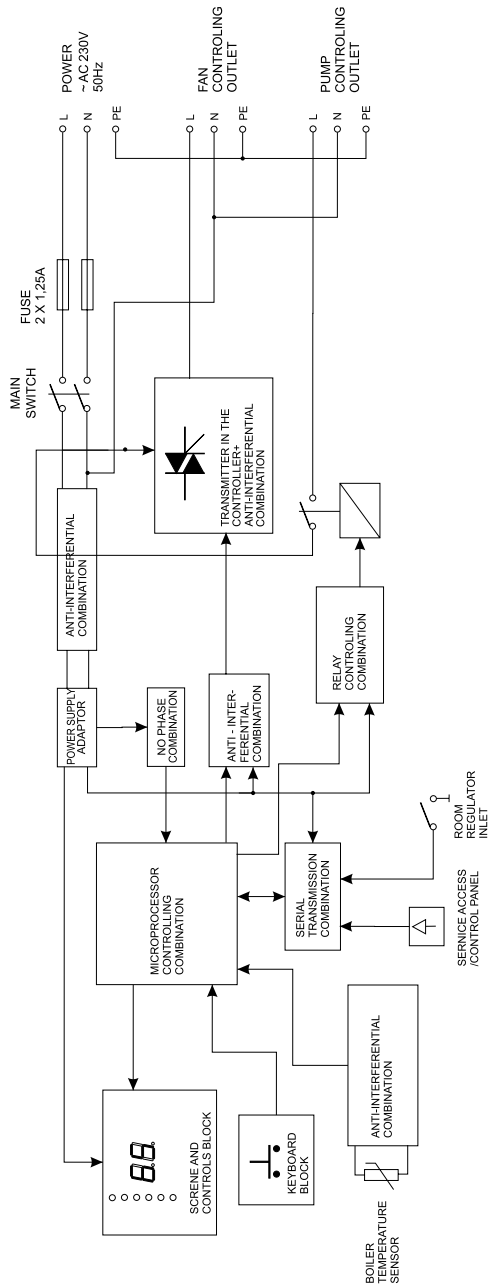 POWER
~ AC 230V
50Hz
L
N
PE
FAN
CONTROLING
OUTLET
L
N
PE
PUMP
CONTROLING
OUTLET
L
N
PE
FUSE
2 X 1,25A
MAIN
SWITCH
ANTI-INTERFERENTIAL
COMBINATION
TRANSMITTER IN THE
CONTROLLER+
ANTI-INTERFERENTIAL
COMBINATION
POWER SUPPLY
ADAPTOR
NO PHASE
COMBINATION
ANTI - INTER-
FERENTIAL
COMBINATION
RELAY
CONTROLING
COMBINATION
MICROPROCESSOR
CONTROLLING
COMBINATION
SERIAL
TRANSMISSION
COMBINATION
ROOM
REGULATOR
INLET
SERNICE ACCESS
/CONTROL PANEL
8.8.
SCRENE AND
CONTROLS BLOCK
KEYBOARD
BLOCK
ANTI-INTERFERENTIAL
COMBINATION
BOILER
TEMPERATURE
SENSOR